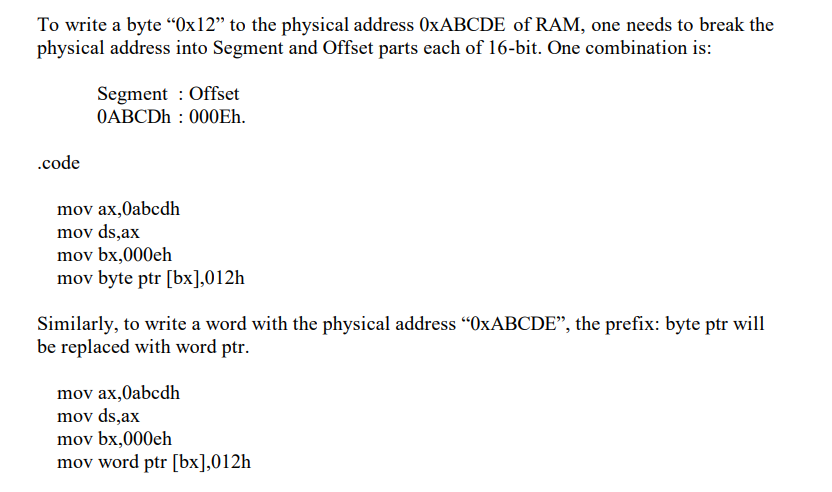 To write a byte “0x12” to the physical address 0xABCDE of RAM, one needs to break the
physical address into Segment and Offset parts each of 16-bit. One combination is:
Segment : Offset
0ABCDh : 000Eh.
.code
mov ax,0abcdh
mov ds,ax
mov bx,000eh
mov byte ptr [bx],012h
Similarly, to write a word with the physical address “0xABCDE”, the prefix: byte ptr will
be replaced with word ptr.
mov ax,0abcdh
mov ds,ax
mov bx,000eh
mov word ptr [bx],012h